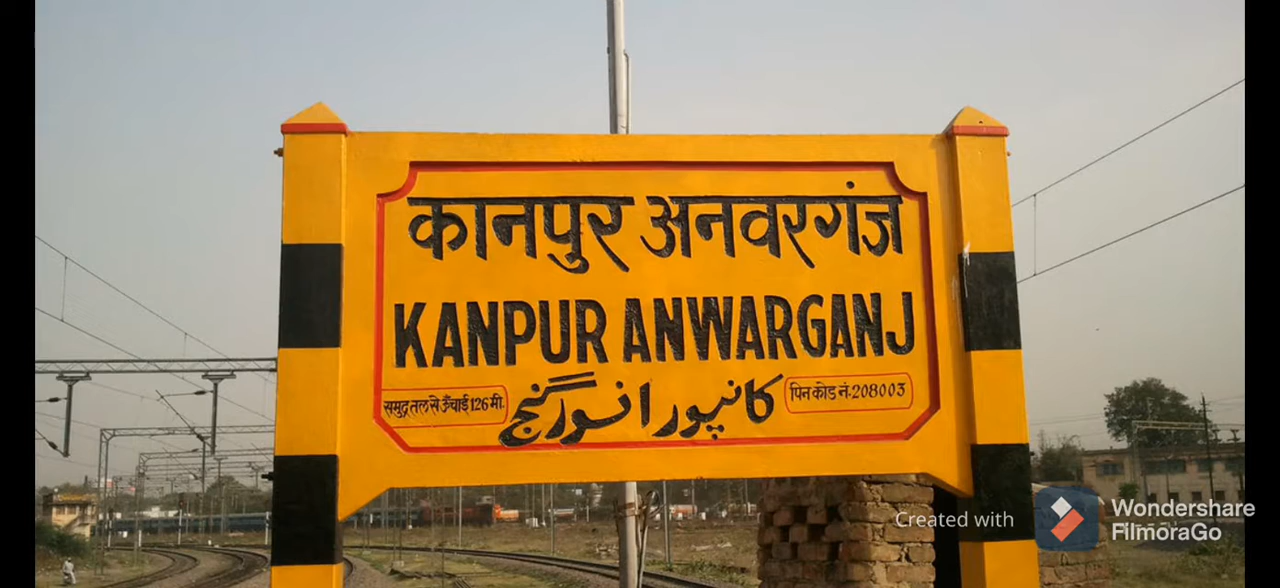 कानपुर अनवरगंज
KANPUR ANWARGANJ
समुद्र तल से ऊँचाई 126 मी.
کانپور انورگنج
पिन कोड नं. 208003
Created with
Wondershare
FilmoraGo